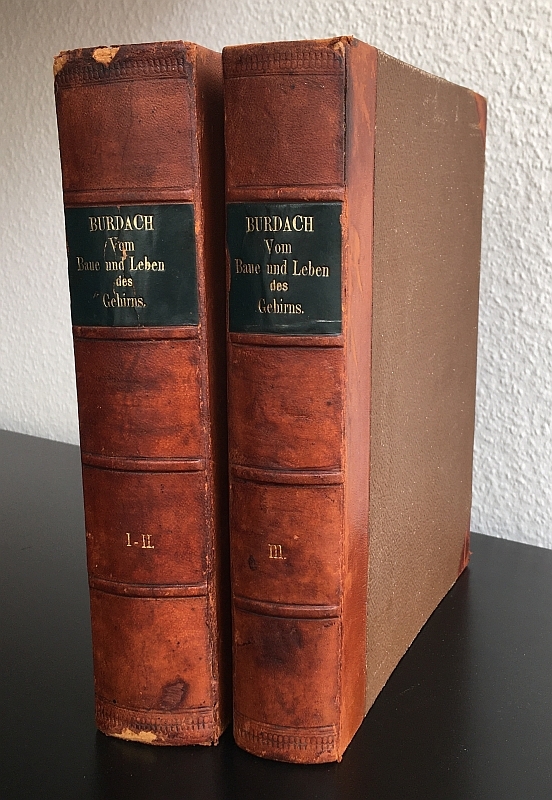 BURDACH
Vom
Baue und Leben
des
Gehirns.
I-II.
BURDACH
Vom
Baue und Leben
des
Gehirns.
III.